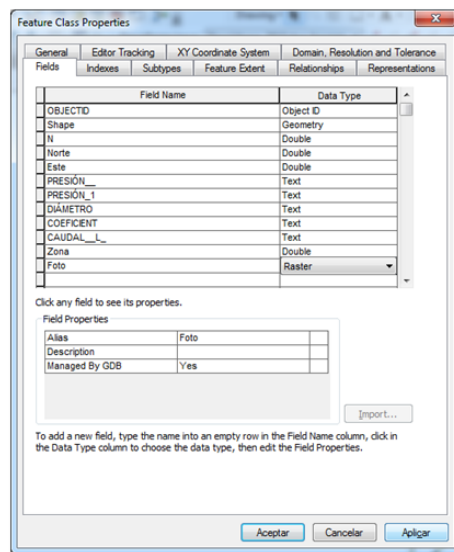 Feature Class Properties
General Editor Tracking XY Coordinate System Domain, Resolution and Tolerance
Fields Indexes Subtypes Feature Extent Relationships Representations
Field Name Data Type
OBJECTID Object ID
Shape Geometry
N Double
Norte Double
Este Double
PRESIÓN__ Text
PRESIÓN_1 Text
DIÁMETRO Text
COEFICIENT Text
CAUDAL__L_ Text
Zona Double
Foto Raster
Click any field to see its properties.
Field Properties
Alias Foto
Description
Managed By GDB Yes
Import...
To add a new field, type the name into an empty row in the Field Name column, click in
the Data Type column to choose the data type, then edit the Field Properties.
Aceptar Cancelar Aplicar